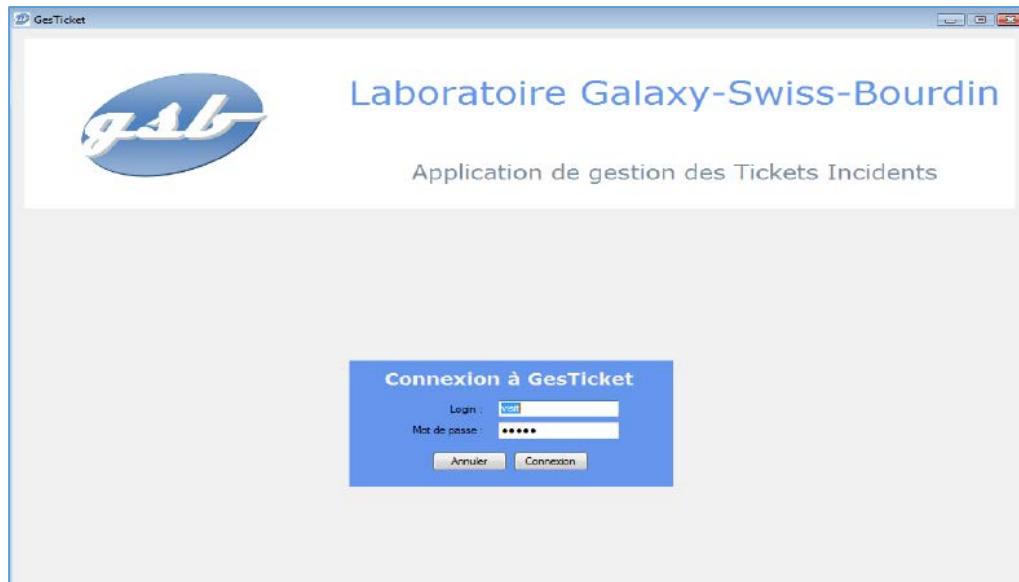 GesTicket
gsb
Laboratoire Galaxy-Swiss-Bourdin
Application de gestion des Tickets Incidents
Connexion à GesTicket
Login : visit
Mot de passe : •••••
Annuler Connexion